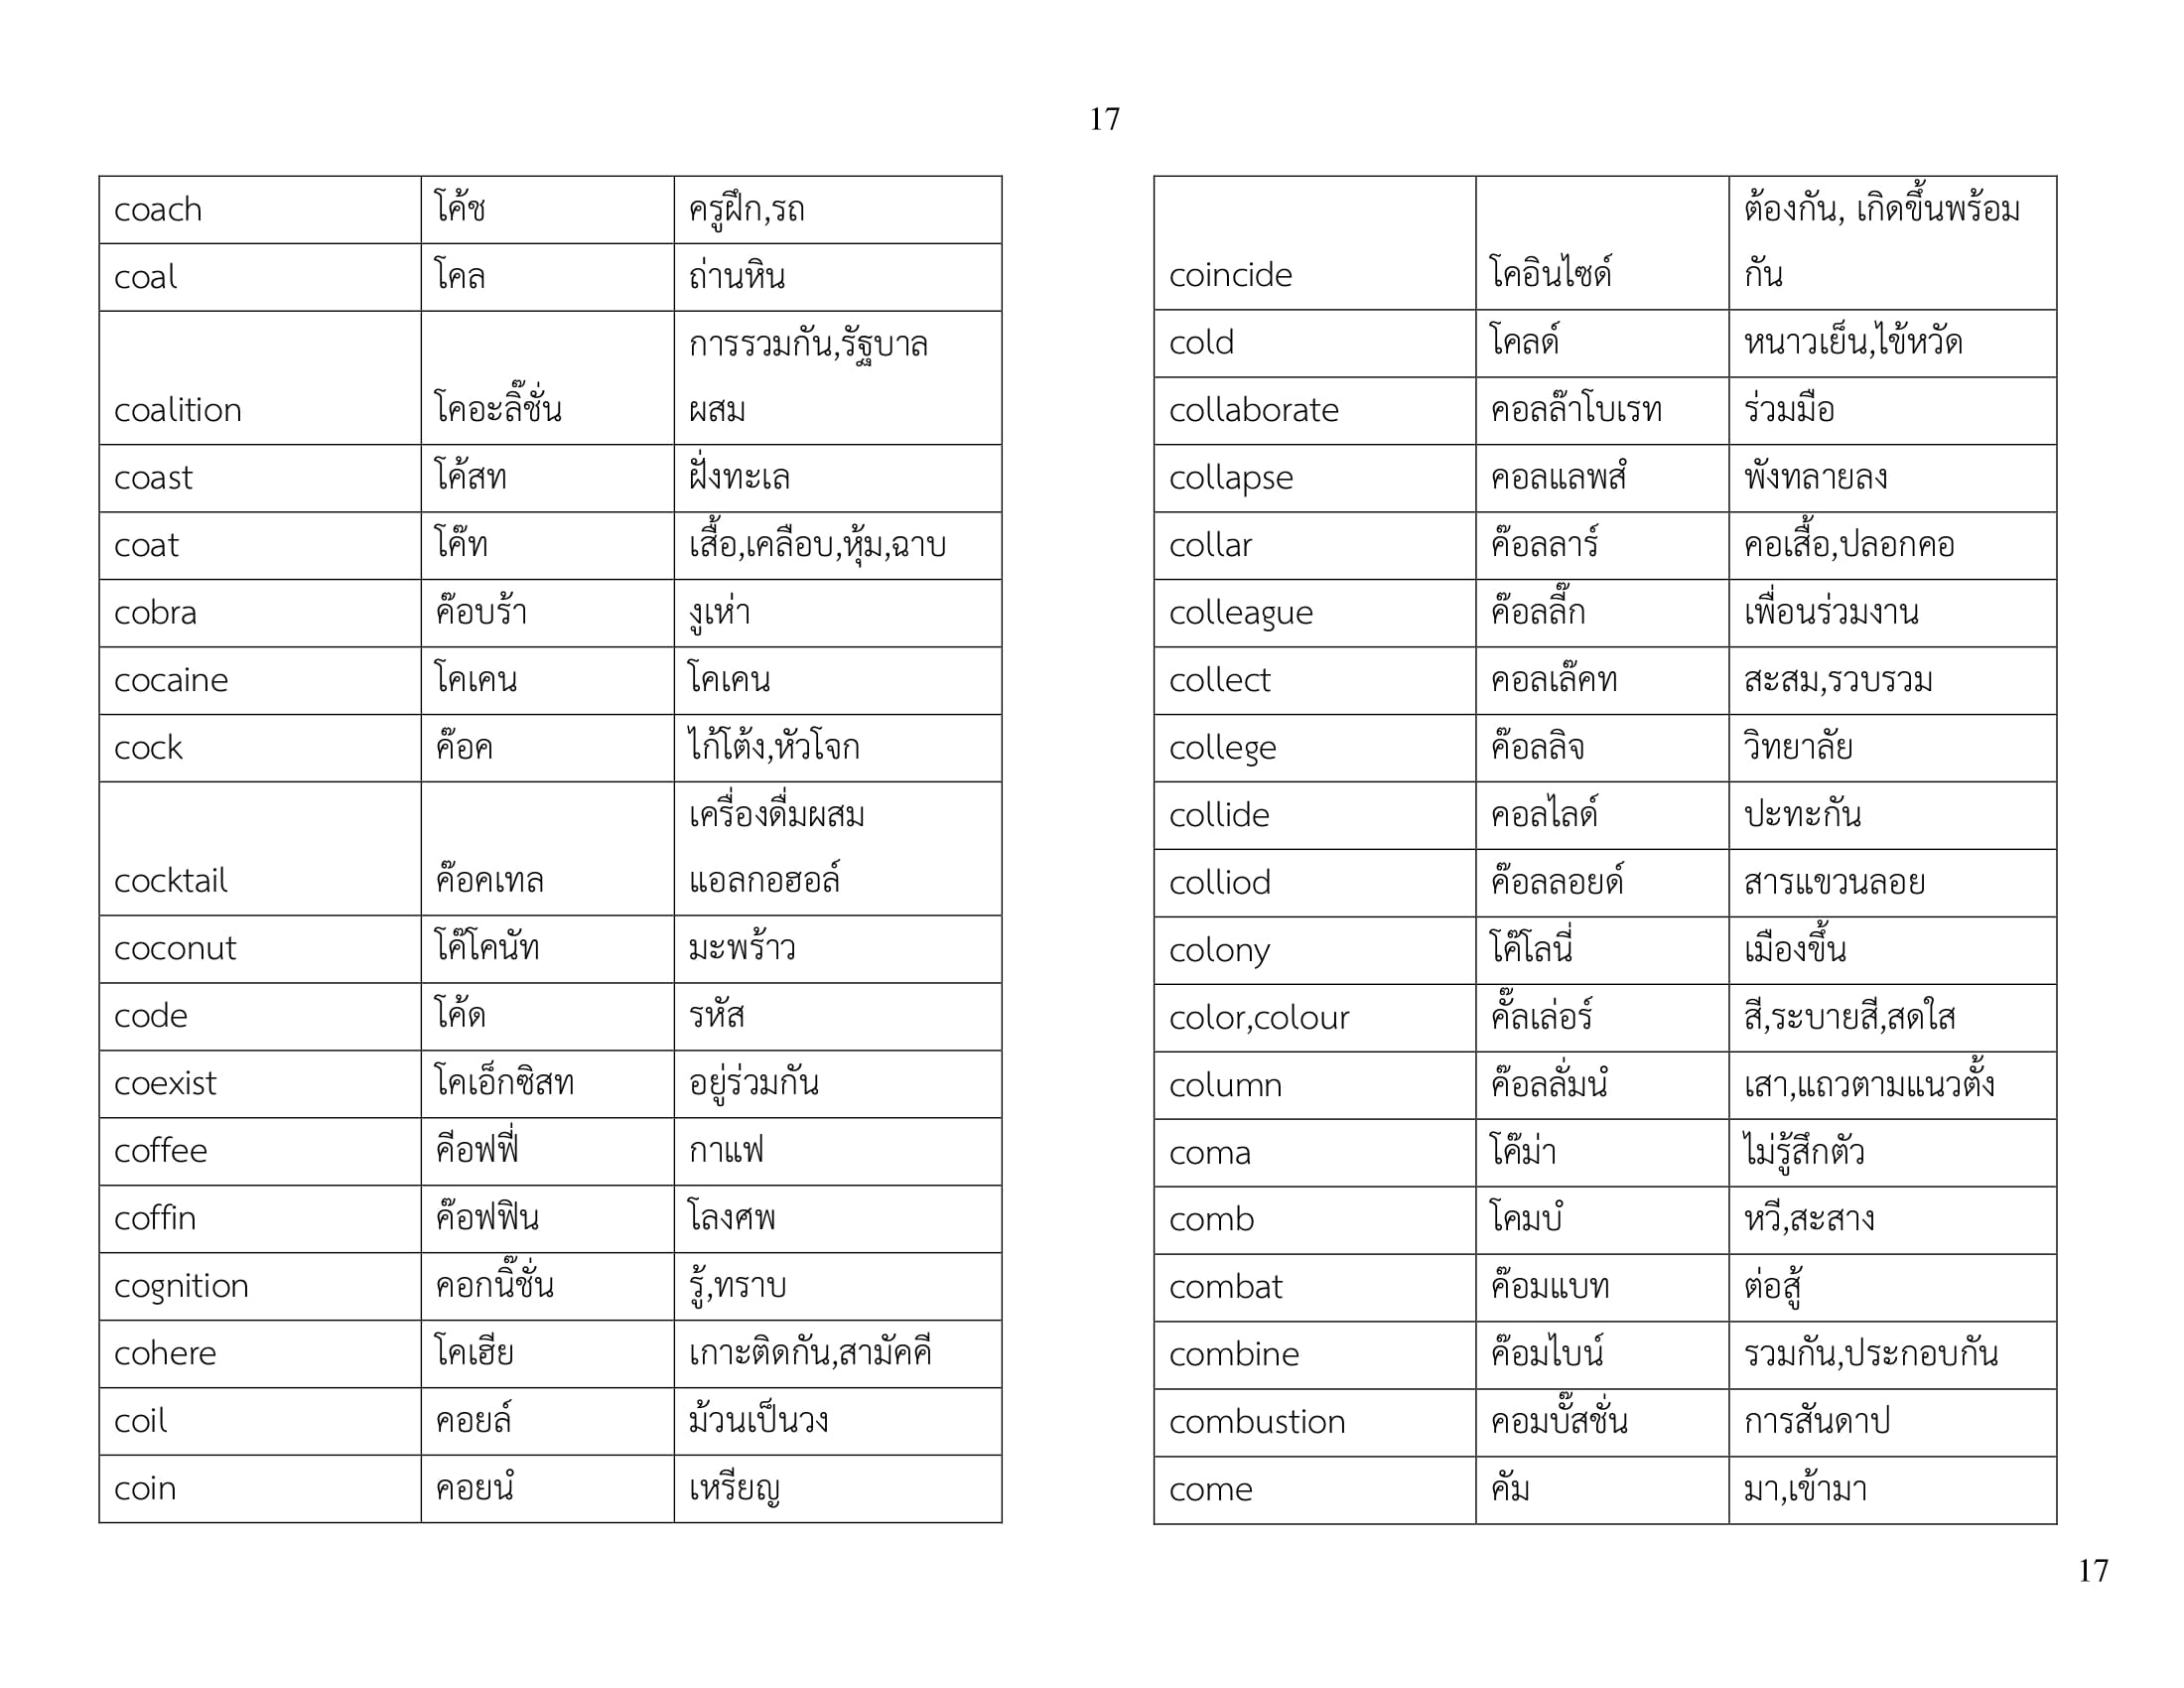 17
coach โค้ช ครูฝึก,รถ
coal โคล ถ่านหิน
การรวมกัน,รัฐบาล
coalition โคอะลิ๊ชั่น ผสม
coast โค้สท ฝั่งทะเล
coat โค๊ท เสื้อ,เคลือบ,หุ้ม,ฉาบ
cobra ค๊อบร้า งูเห่า
cocaine โคเคน โคเคน
cock ค๊อค ไก้โต้ง,หัวโจก
เครื่องดื่มผสม
cocktail ค๊อคเทล แอลกอฮอล์
coconut โค๊โคนัท มะพร้าว
code โค้ด รหัส
coexist โคเอ็กซิสท อยู่ร่วมกัน
coffee คีอฟฟี่ กาแฟ
coffin ค๊อฟฟิน โลงศพ
cognition คอกนิ๊ชั่น รู้,ทราบ
cohere โคเฮีย เกาะติดกัน,สามัคคี
coil คอยล์ ม้วนเป็นวง
coin คอยนํ เหรียญ
ต้องกัน, เกิดขึ้นพร้อม
coincide โคอินไซด์ กัน
cold โคลด์ หนาวเย็น,ไข้หวัด
collaborate คอลล๊าโบเรท ร่วมมือ
collapse คอลแลพสํ พังทลายลง
collar ค๊อลลาร์ คอเสื้อ,ปลอกคอ
colleague ค๊อลลี๊ก เพื่อนร่วมงาน
collect คอลเล๊คท สะสม,รวบรวม
college ค๊อลลิจ วิทยาลัย
collide คอลไลด์ ปะทะกัน
colliod ค๊อลลอยด์ สารแขวนลอย
colony โค๊โลนี่ เมืองขึ้น
color,colour คั๊ลเล่อร์ สี,ระบายสี,สดใส
column ค๊อลลั่มนํ เสา,แถวตามแนวตั้ง
coma โค๊ม่า ไม่รู้สึกตัว
comb โคมบํ หวี,สะสาง
combat ค๊อมแบท ต่อสู้
combine ค๊อมไบน์ รวมกัน,ประกอบกัน
combustion คอมบั๊สชั่น การสันดาป
come คัม มา,เข้ามา
17